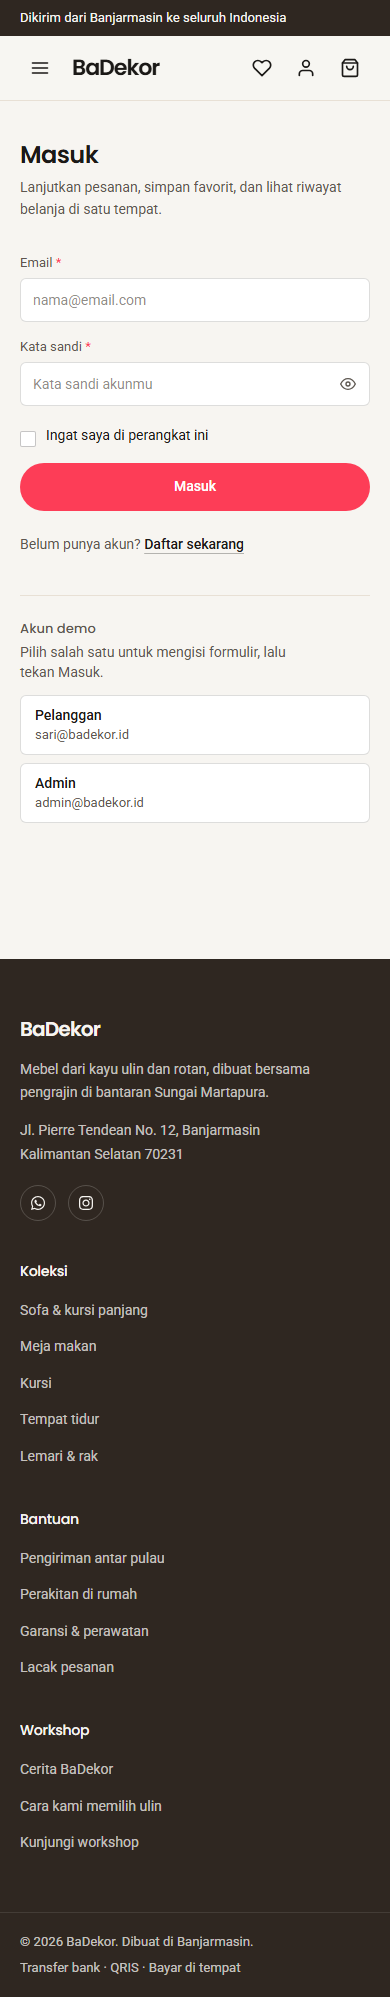 Dikirim dari Banjarmasin ke seluruh Indonesia
BaDekor
Masuk
Lanjutkan pesanan, simpan favorit, dan lihat riwayat
belanja di satu tempat.
Email *
nama@email.com
Kata sandi *
Kata sandi akunmu
Ingat saya di perangkat ini
Masuk
Belum punya akun? Daftar sekarang
Akun demo
Pilih salah satu untuk mengisi formulir, lalu
tekan Masuk.
Pelanggan
sari@badekor.id
Admin
admin@badekor.id
BaDekor
Mebel dari kayu ulin dan rotan, dibuat bersama
pengrajin di bantaran Sungai Martapura.
Jl. Pierre Tendean No. 12, Banjarmasin
Kalimantan Selatan 70231
Koleksi
Sofa & kursi panjang
Meja makan
Kursi
Tempat tidur
Lemari & rak
Bantuan
Pengiriman antar pulau
Perakitan di rumah
Garansi & perawatan
Lacak pesanan
Workshop
Cerita BaDekor
Cara kami memilih ulin
Kunjungi workshop
© 2026 BaDekor. Dibuat di Banjarmasin.
Transfer bank · QRIS · Bayar di tempat